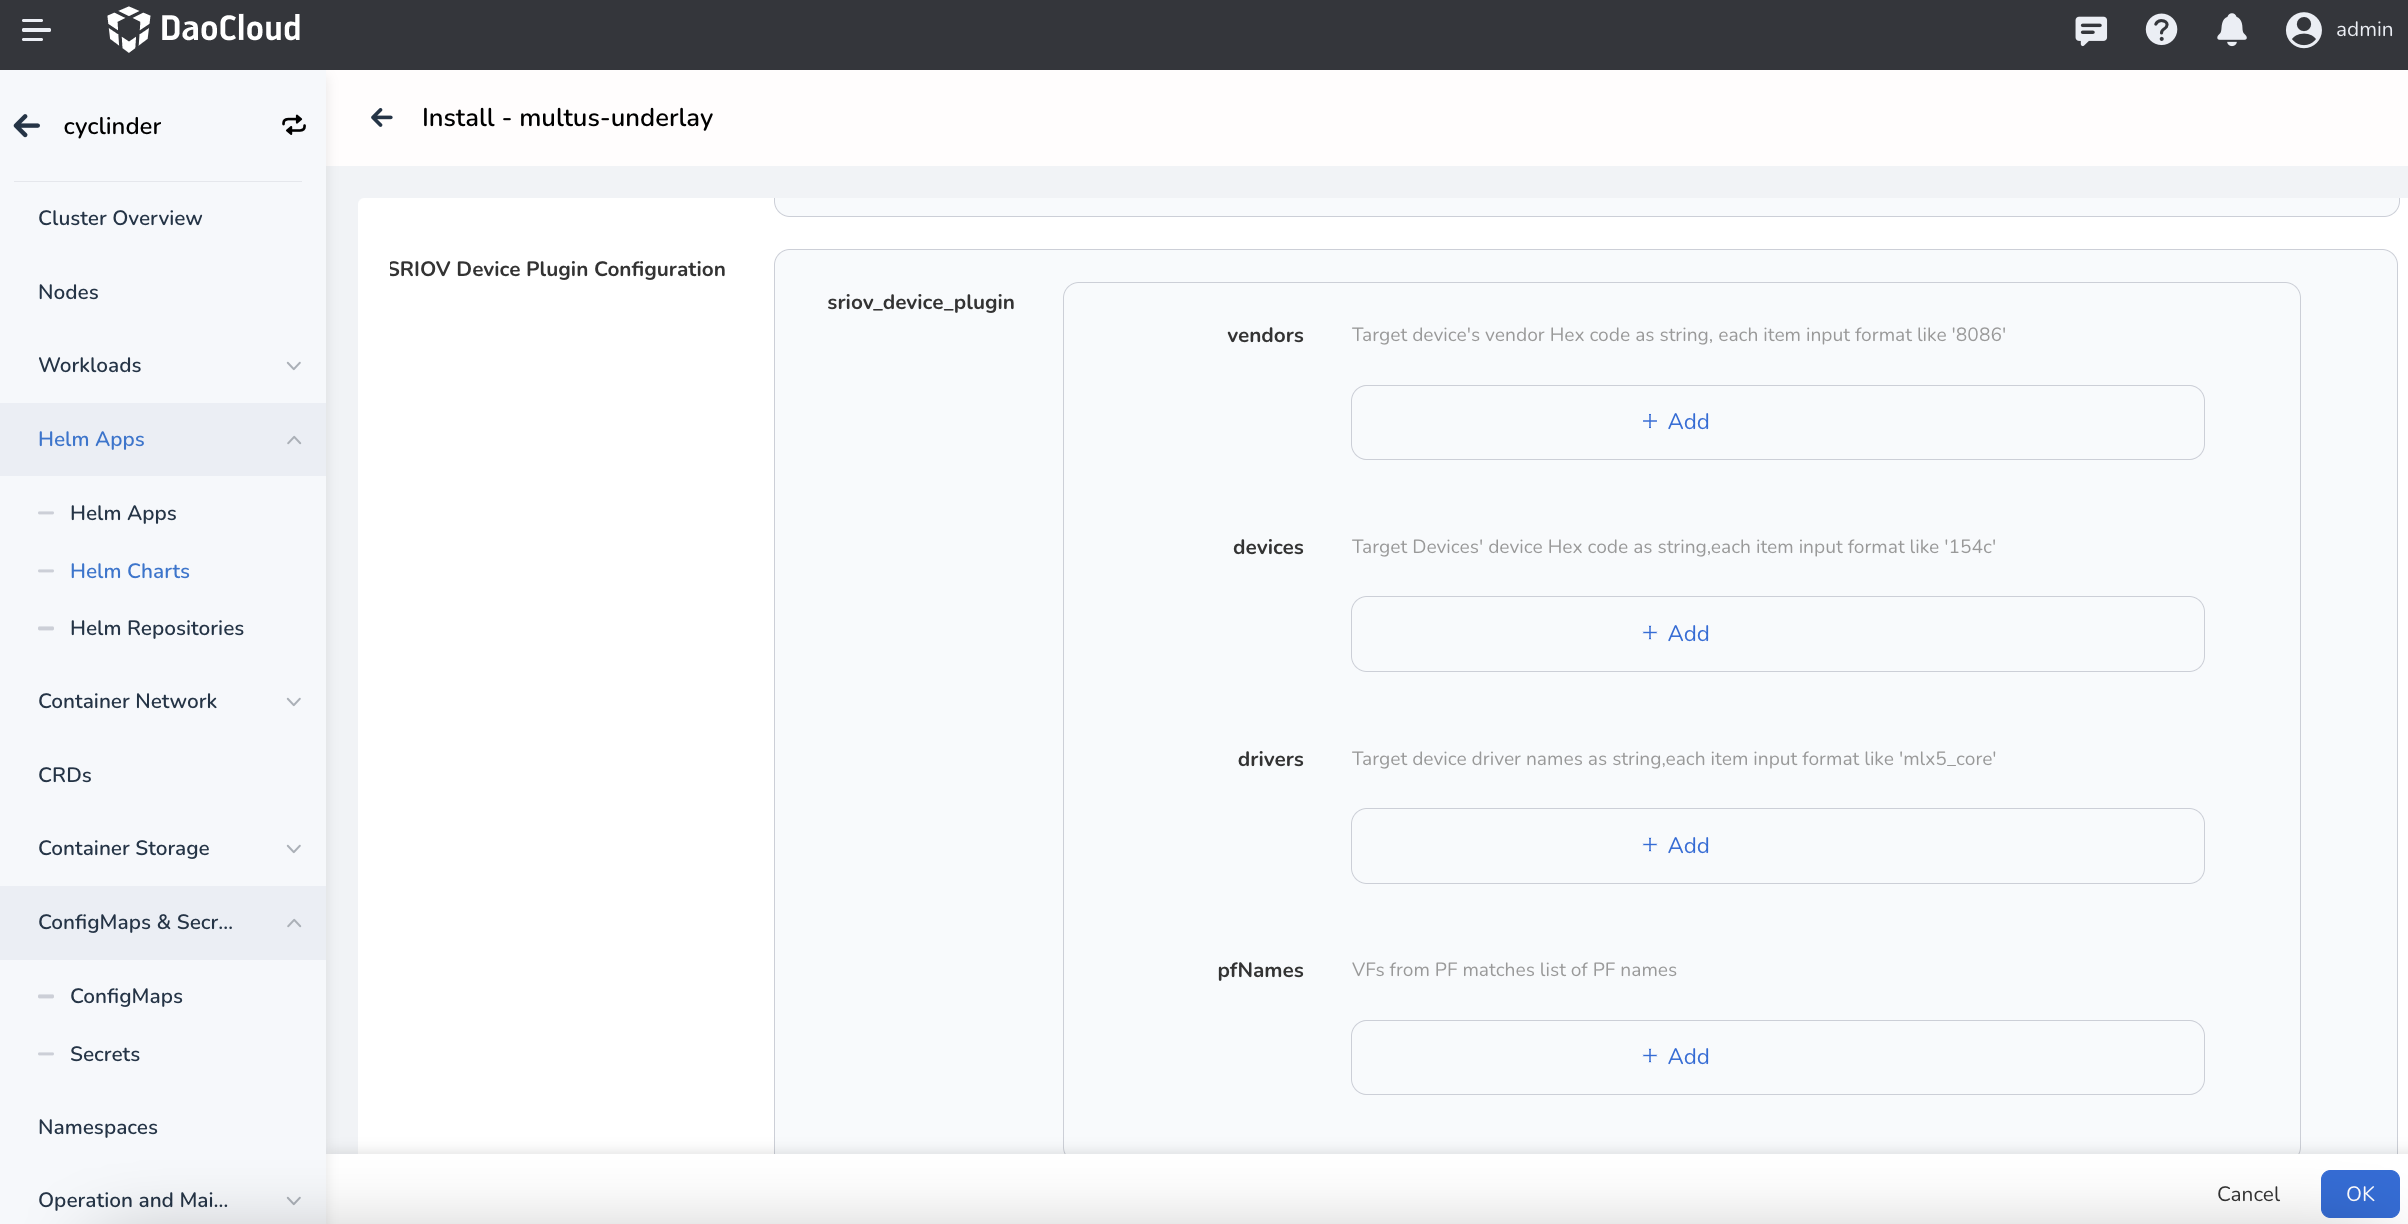 DaoCloud
admin
cyclinder
Install - multus-underlay
Cluster Overview
Nodes
Workloads
Helm Apps
Helm Apps
Helm Charts
Helm Repositories
Container Network
CRDs
Container Storage
ConfigMaps & Secr...
ConfigMaps
Secrets
Namespaces
Operation and Mai...
SRIOV Device Plugin Configuration
sriov_device_plugin
vendors
Target device's vendor Hex code as string, each item input format like '8086'
+ Add
devices
Target Devices' device Hex code as string,each item input format like '154c'
+ Add
drivers
Target device driver names as string,each item input format like 'mlx5_core'
+ Add
pfNames
VFs from PF matches list of PF names
+ Add
Cancel
OK